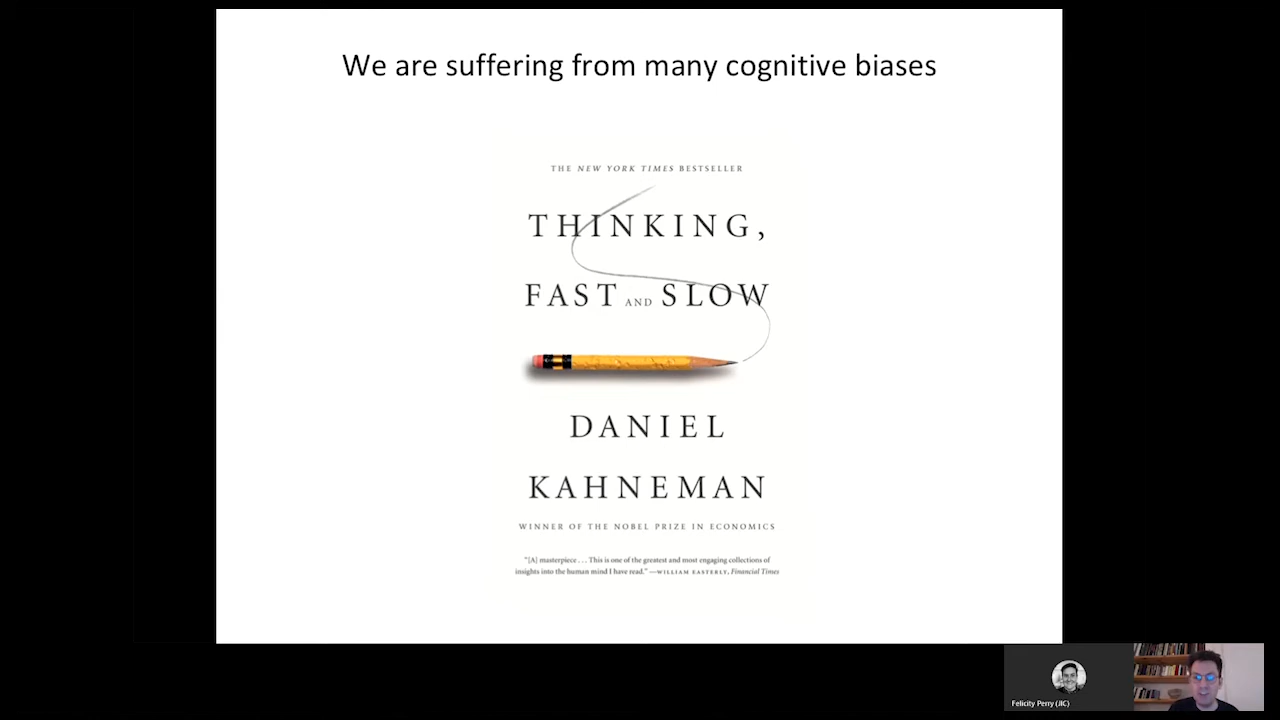 We are suffering from many cognitive biases
THE NEW YORK TIMES BESTSELLER
THINKING,
FAST AND SLOW
DANIEL
KAHNEMAN
WINNER OF THE NOBEL PRIZE IN ECONOMICS
"[A] masterpiece . . . This is one of the greatest and most engaging collections of
insights into the human mind I have read." —WILLIAM EASTERLY, Financial Times
Felicity Perry (JIC)